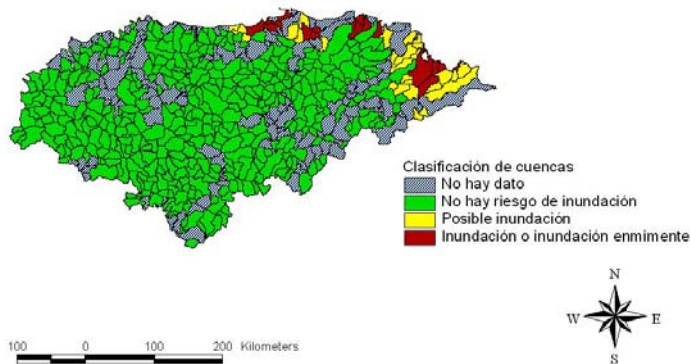 Clasificación de cuencas
No hay dato
No hay riesgo de inundación
Posible inundación
Inundación o inundación enmimente
N
W E
S
100 0 100 200 Kilometers